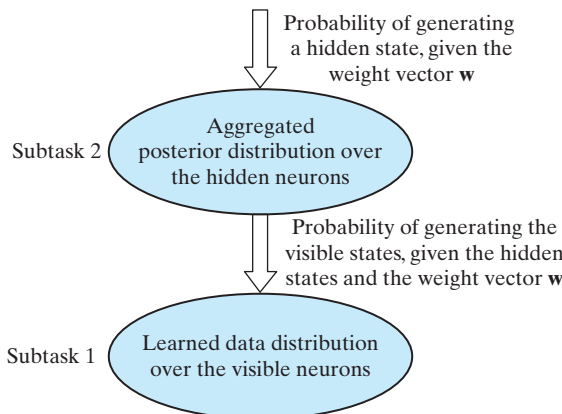 Probability of generating
a hidden state, given the
weight vector w
Subtask 2
Aggregated
posterior distribution over
the hidden neurons
Probability of generating the
visible states, given the hidden
states and the weight vector w
Subtask 1
Learned data distribution
over the visible neurons